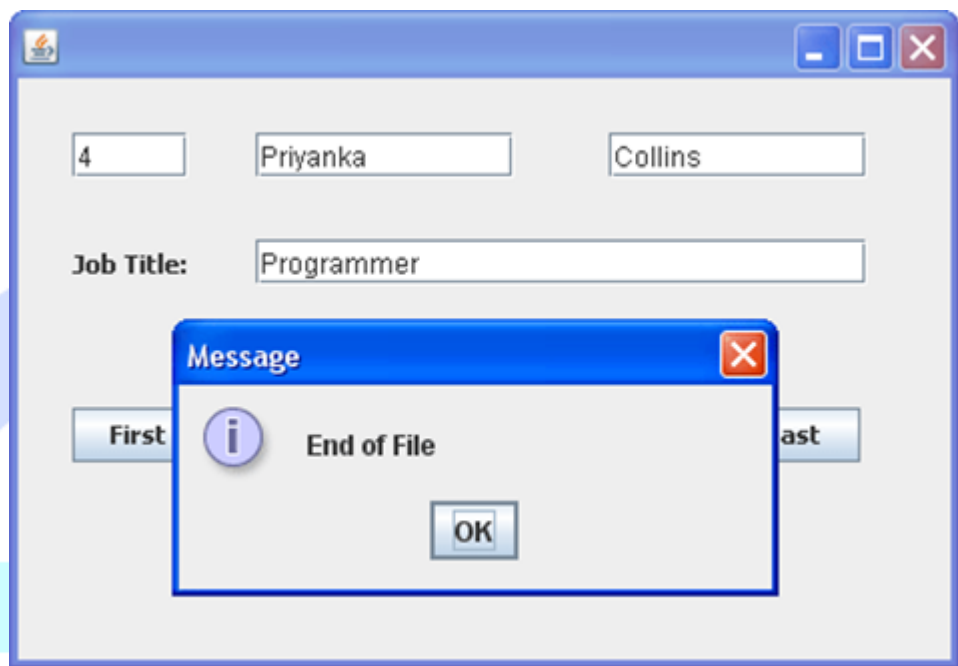 4 Priyanka Collins
Job Title: Programmer
Message
End of File
First ast
OK